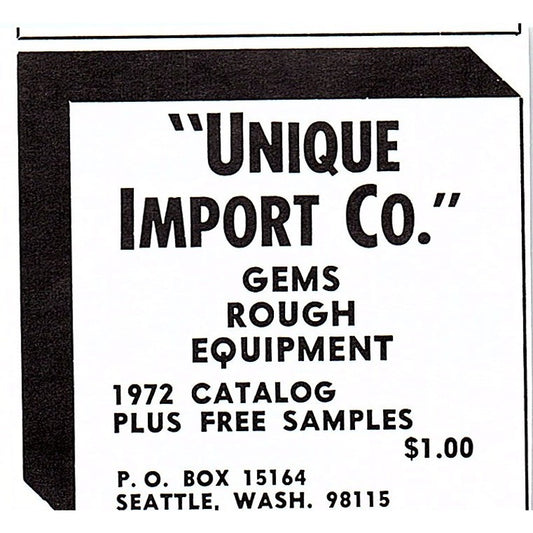 "UNIQUE
IMPORT CO."
GEMS
ROUGH
EQUIPMENT
1972 CATALOG
PLUS FREE SAMPLES
$1.00
P. O. BOX 15164
SEATTLE, WASH. 98115